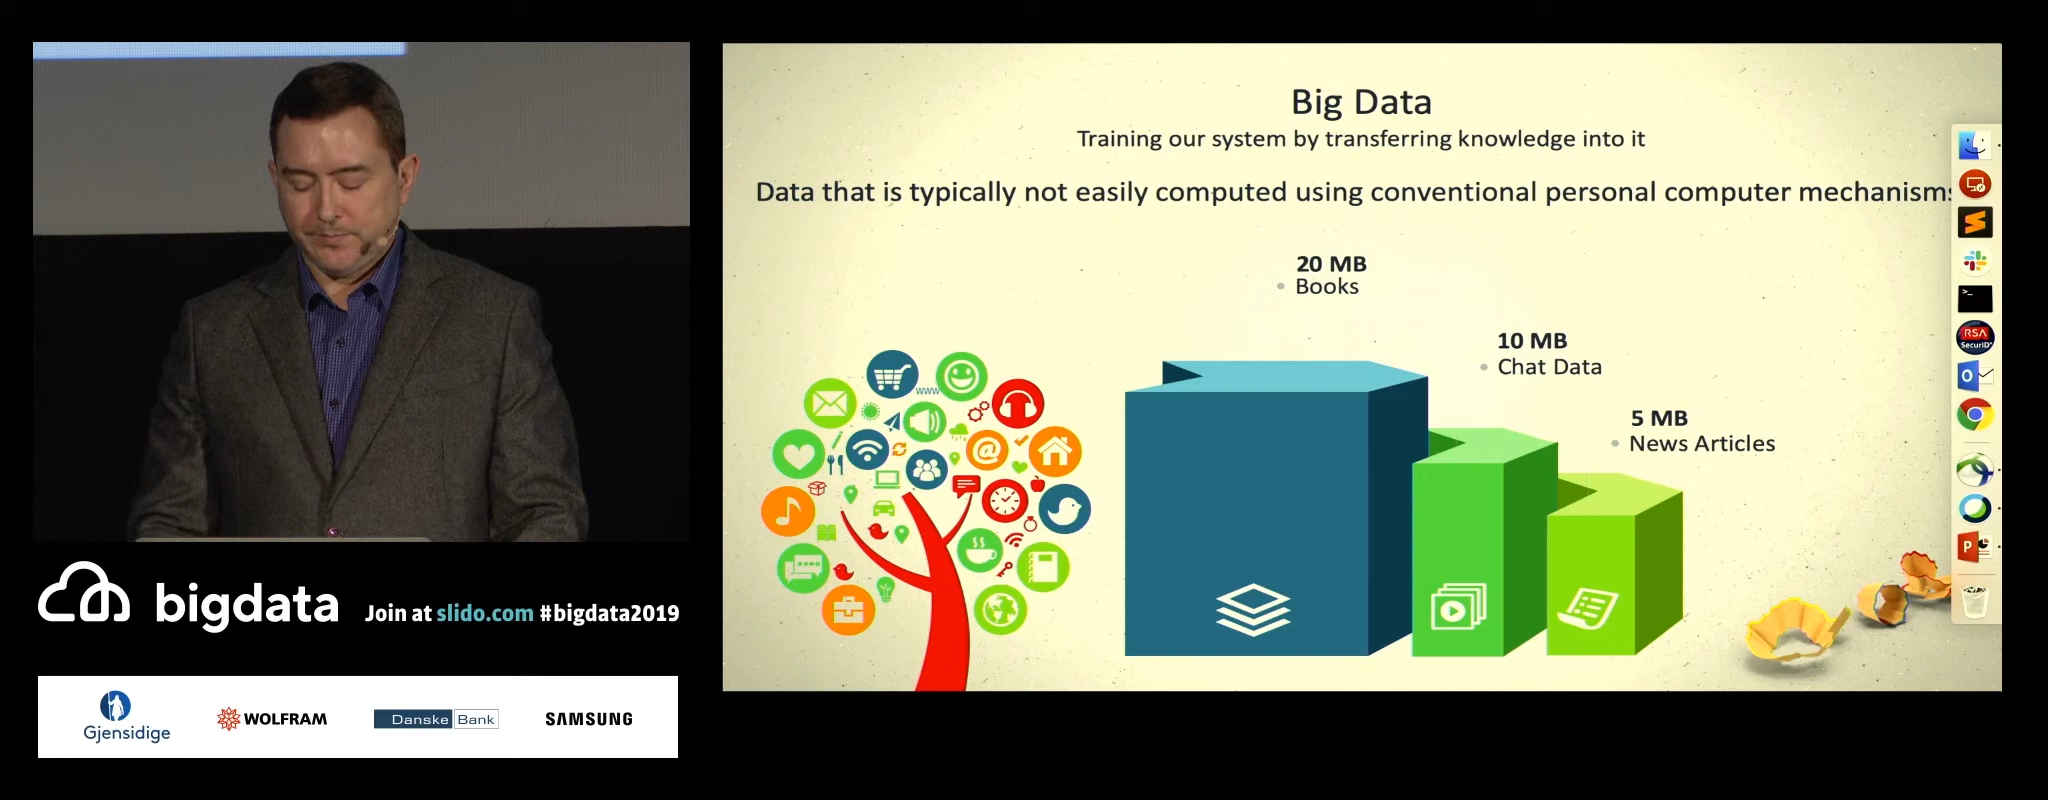 Big Data
Training our system by transferring knowledge into it
Data that is typically not easily computed using conventional personal computer mechanisms
20 MB
Books
10 MB
Chat Data
5 MB
News Articles
www
@
>_
RSA
SecurID
O
P
bigdata
Join at slido.com #bigdata2019
Gjensidige
WOLFRAM
Danske Bank
SAMSUNG